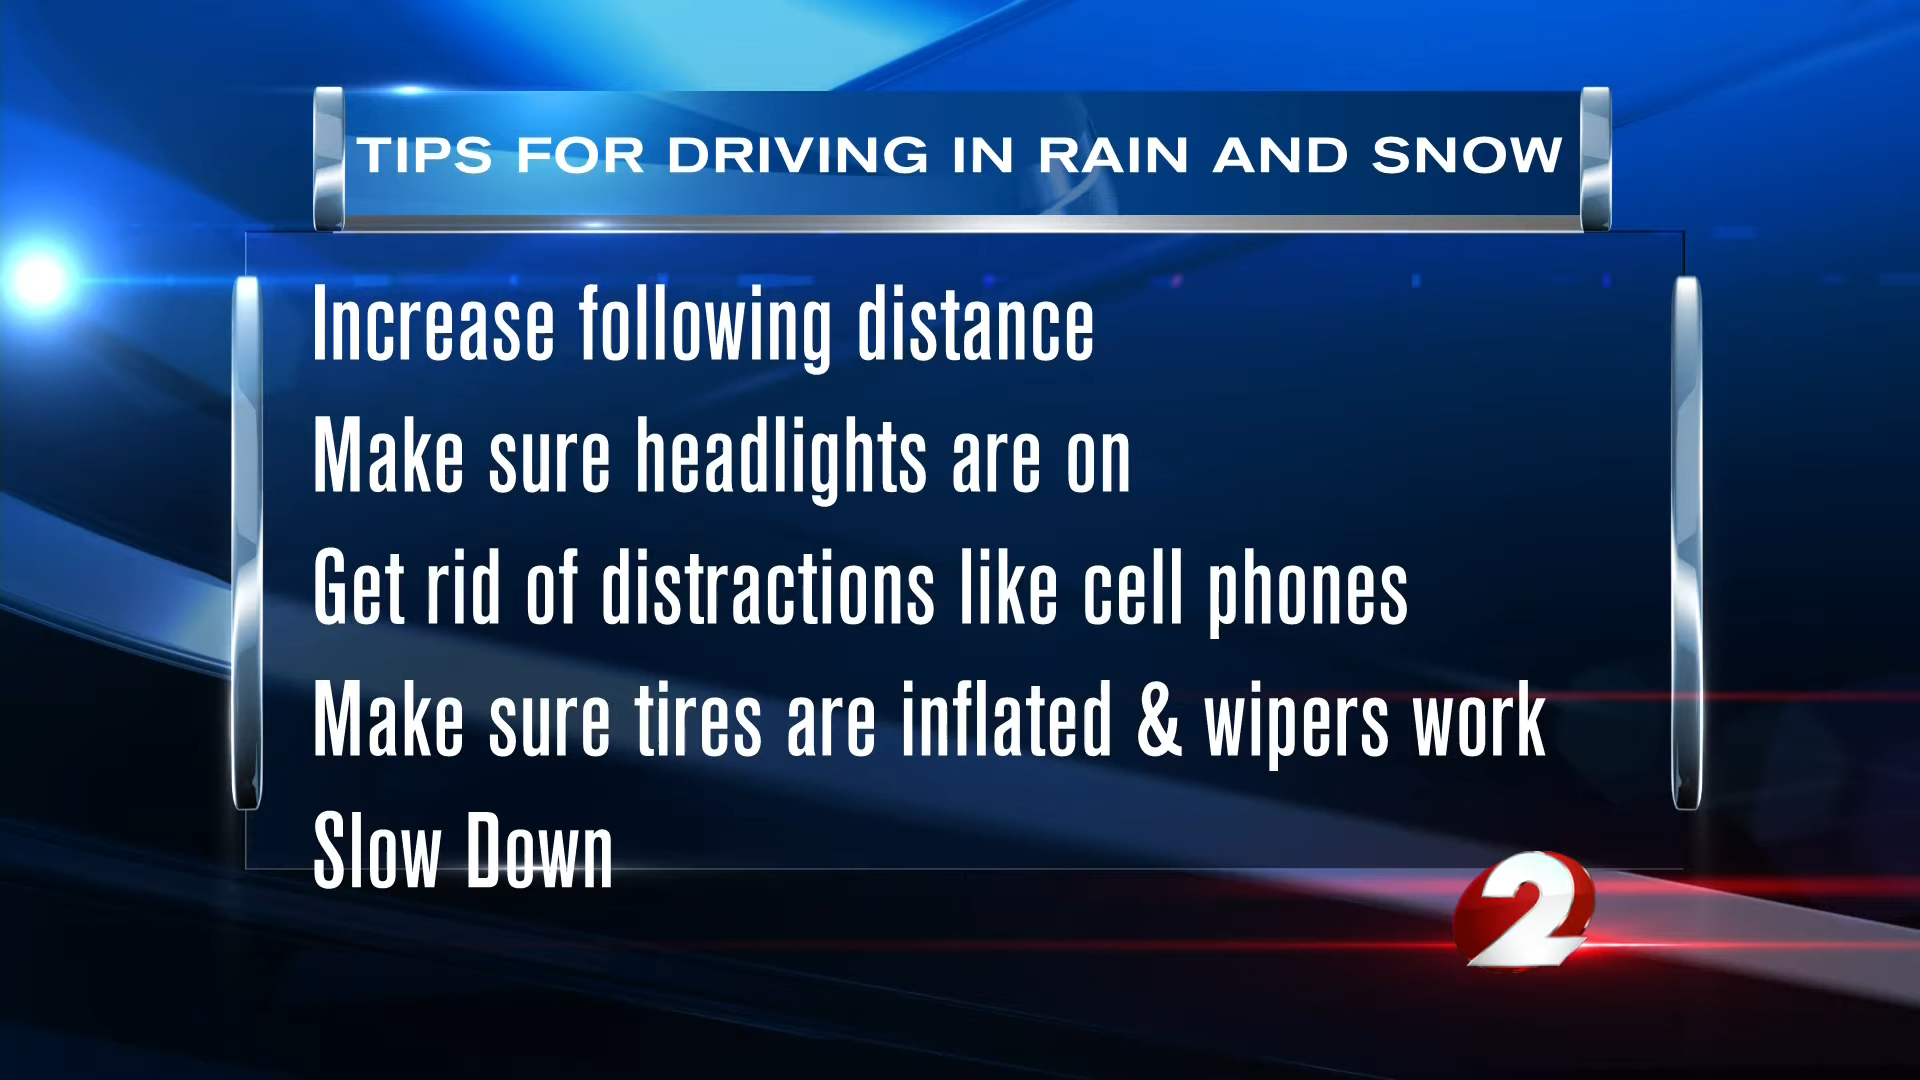 TIPS FOR DRIVING IN RAIN AND SNOW
Increase following distance
Make sure headlights are on
Get rid of distractions like cell phones
Make sure tires are inflated & wipers work
Slow Down
2